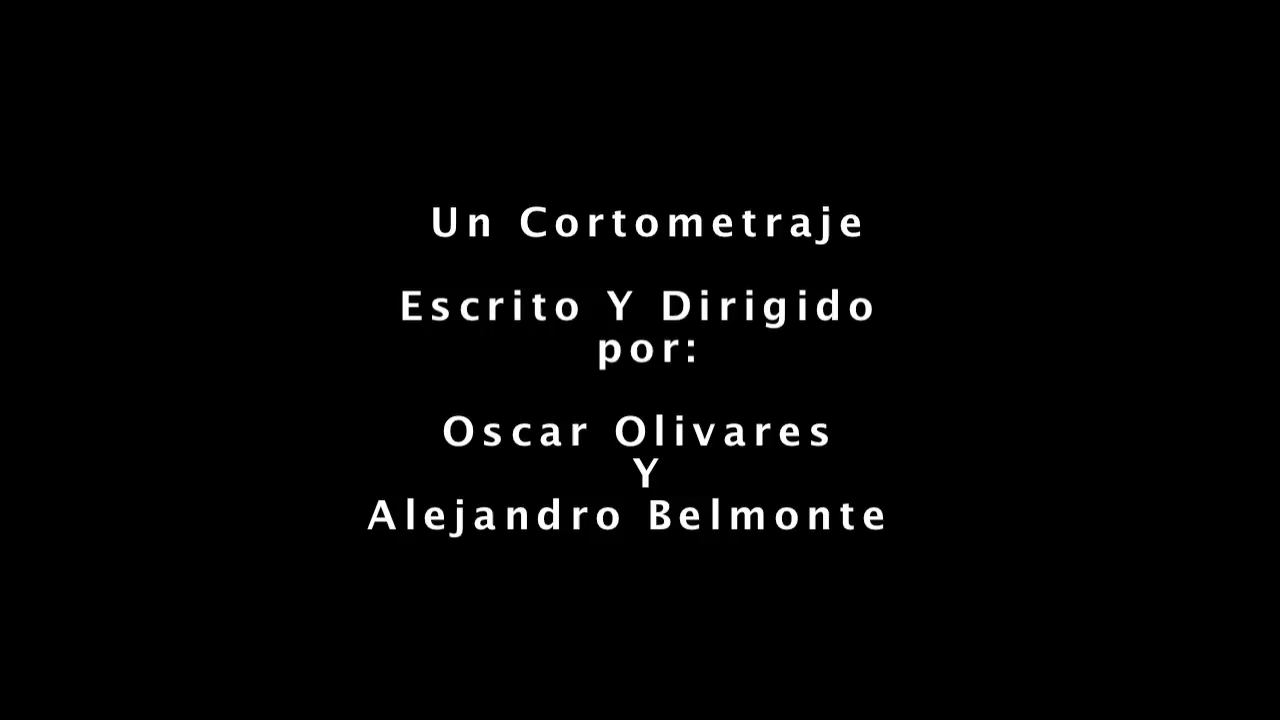 Un Cortometraje
Escrito Y Dirigido
por:
Oscar Olivares
Y
Alejandro Belmonte